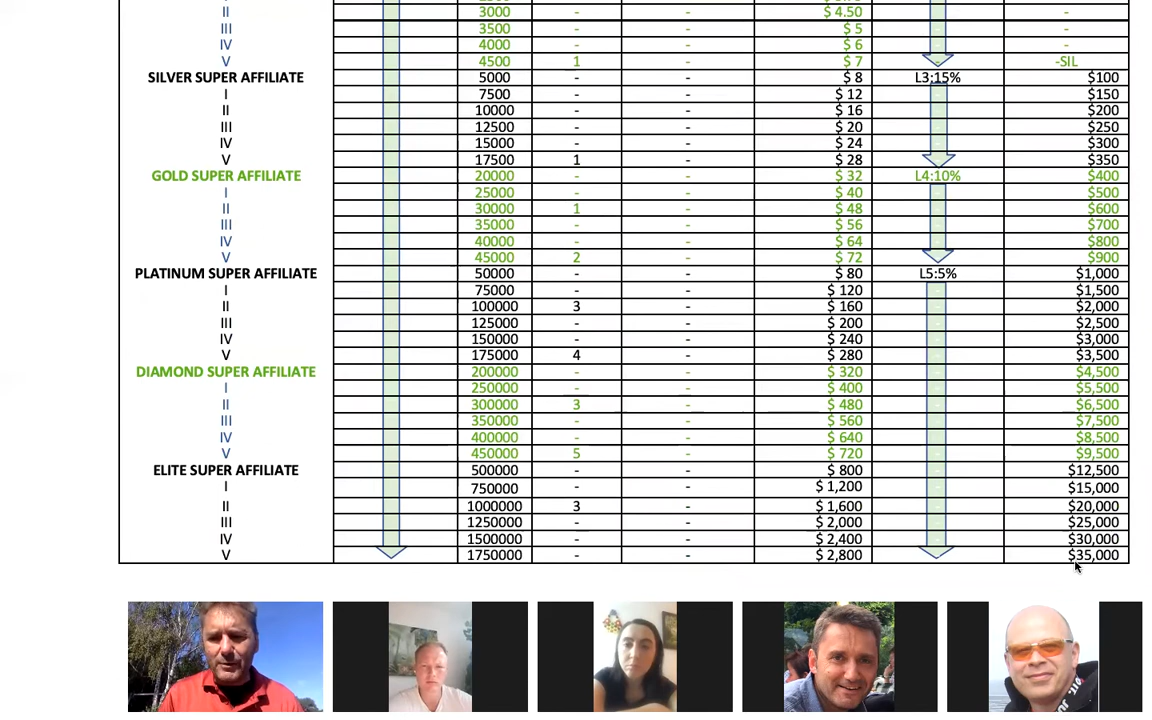 II 3000 - - $ 4.50 -
III 3500 - - $ 5 -
IV 4000 - - $ 6 -
V 4500 1 - $ 7 -SIL
SILVER SUPER AFFILIATE 5000 - - $ 8 L3:15% $100
I 7500 - - $ 12 $150
II 10000 - - $ 16 $200
III 12500 - - $ 20 $250
IV 15000 - - $ 24 $300
V 17500 1 - $ 28 $350
GOLD SUPER AFFILIATE 20000 - - $ 32 L4:10% $400
I 25000 - - $ 40 $500
II 30000 1 - $ 48 $600
III 35000 - - $ 56 $700
IV 40000 - - $ 64 $800
V 45000 2 - $ 72 $900
PLATINUM SUPER AFFILIATE 50000 - - $ 80 L5:5% $1,000
I 75000 - - $ 120 $1,500
II 100000 3 - $ 160 $2,000
III 125000 - - $ 200 $2,500
IV 150000 - - $ 240 $3,000
V 175000 4 - $ 280 $3,500
DIAMOND SUPER AFFILIATE 200000 - - $ 320 $4,500
I 250000 - - $ 400 $5,500
II 300000 3 - $ 480 $6,500
III 350000 - - $ 560 $7,500
IV 400000 - - $ 640 $8,500
V 450000 5 - $ 720 $9,500
ELITE SUPER AFFILIATE 500000 - - $ 800 $12,500
I 750000 - - $ 1,200 $15,000
II 1000000 3 - $ 1,600 $20,000
III 1250000 - - $ 2,000 $25,000
IV 1500000 - - $ 2,400 $30,000
V 1750000 - - $ 2,800 $35,000